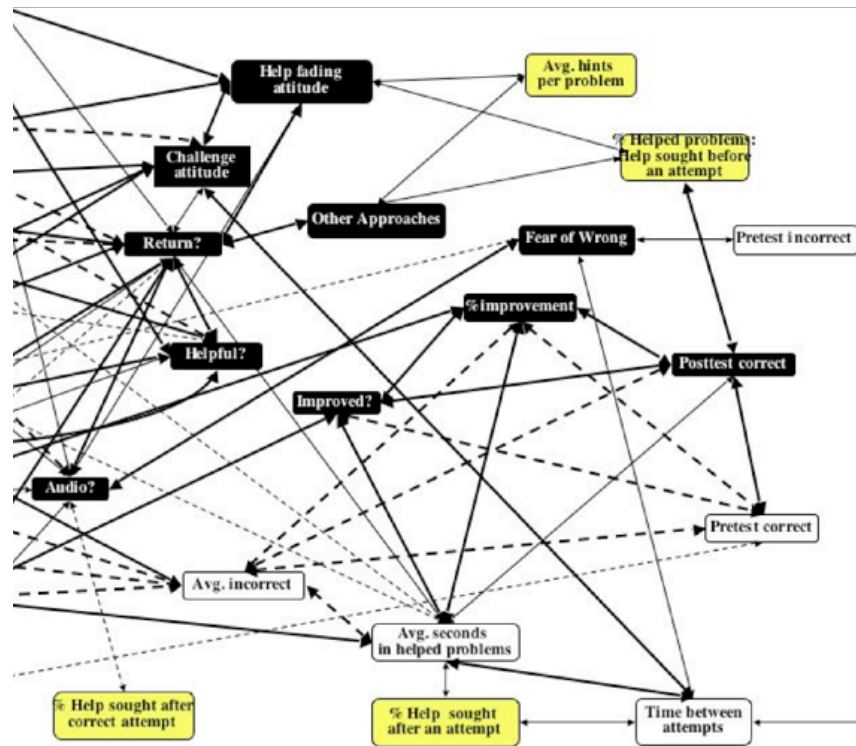 Help fading
attitude
Avg. hints
per problem
% Helped problems:
Help sought before
an attempt
Challenge
attitude
Other Approaches
Return?
Fear of Wrong
Pretest incorrect
%improvement
Helpful?
Posttest correct
Improved?
Audio?
Pretest correct
Avg. incorrect
Avg. seconds
in helped problems
% Help sought after
correct attempt
% Help sought
after an attempt
Time between
attempts